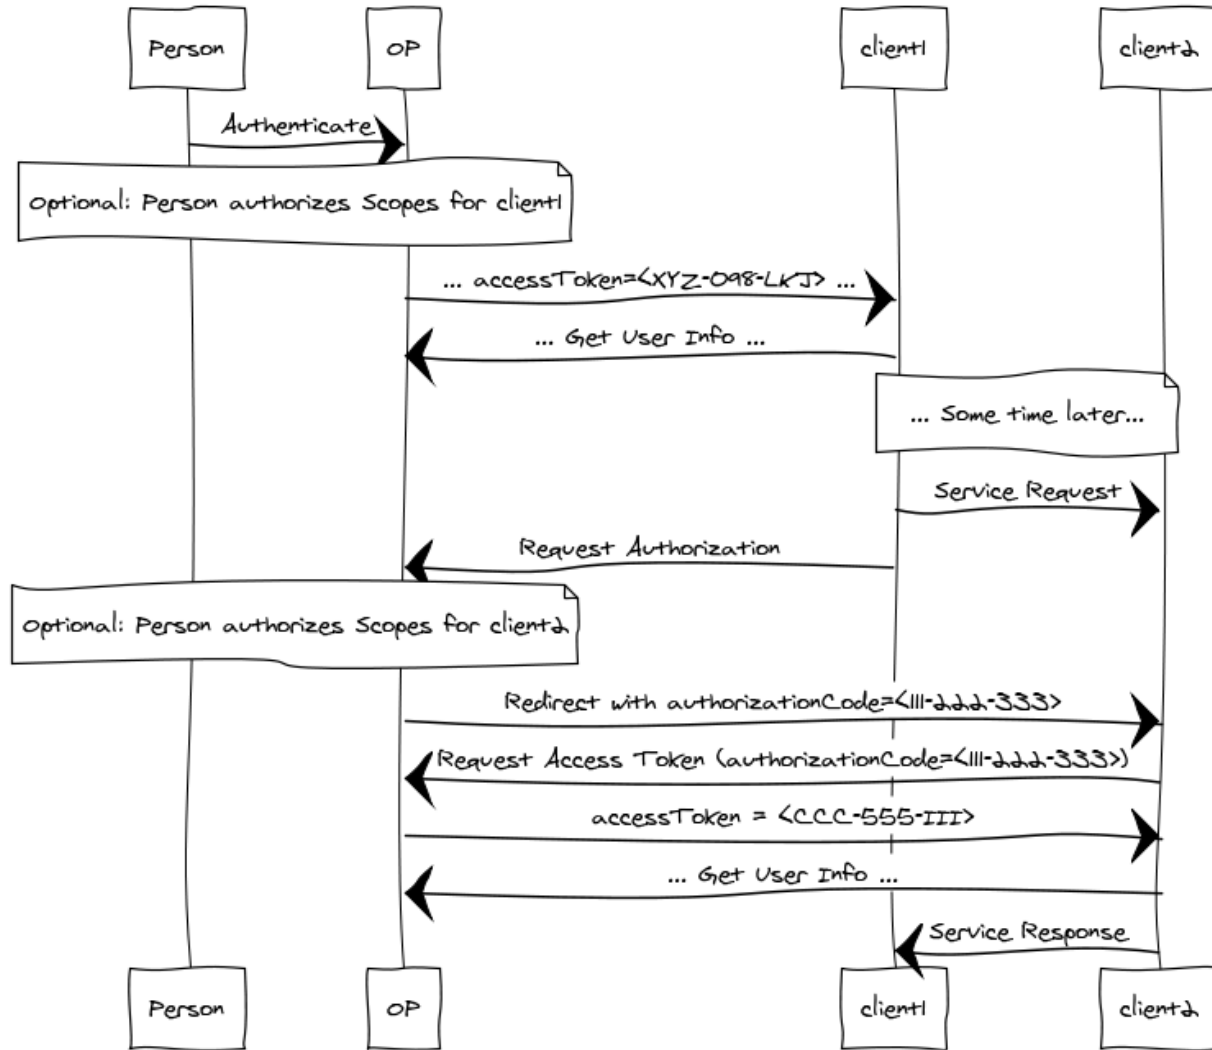 Person OP client1 client2
Authenticate
Optional: Person authorizes Scopes for client1
... accessToken=<XYZ-098-LKJ> ...
... Get User Info ...
... Some time later...
Service Request
Request Authorization
Optional: Person authorizes Scopes for client2
Redirect with authorizationCode=<111-222-333>
Request Access Token (authorizationCode=<111-222-333>)
accessToken = <CCC-555-III>
... Get User Info ...
Service Response
Person OP client1 client2